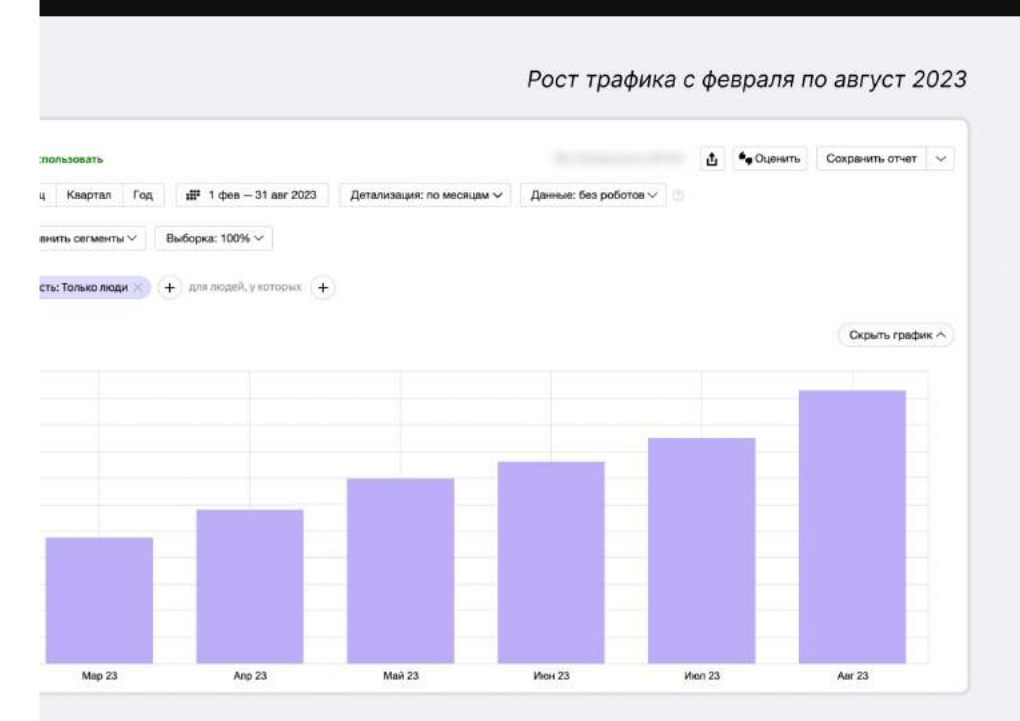 Рост трафика с февраля по август 2023
спользовать
Оценить Сохранить отчет
ц Квартал Год 1 фев — 31 авг 2023 Детализация: по месяцам Данные: без роботов
внить сегменты Выборка: 100%
сть: Только люди для людей, у которых
Скрыть график
Мар 23 Апр 23 Май 23 Июн 23 Июл 23 Авг 23